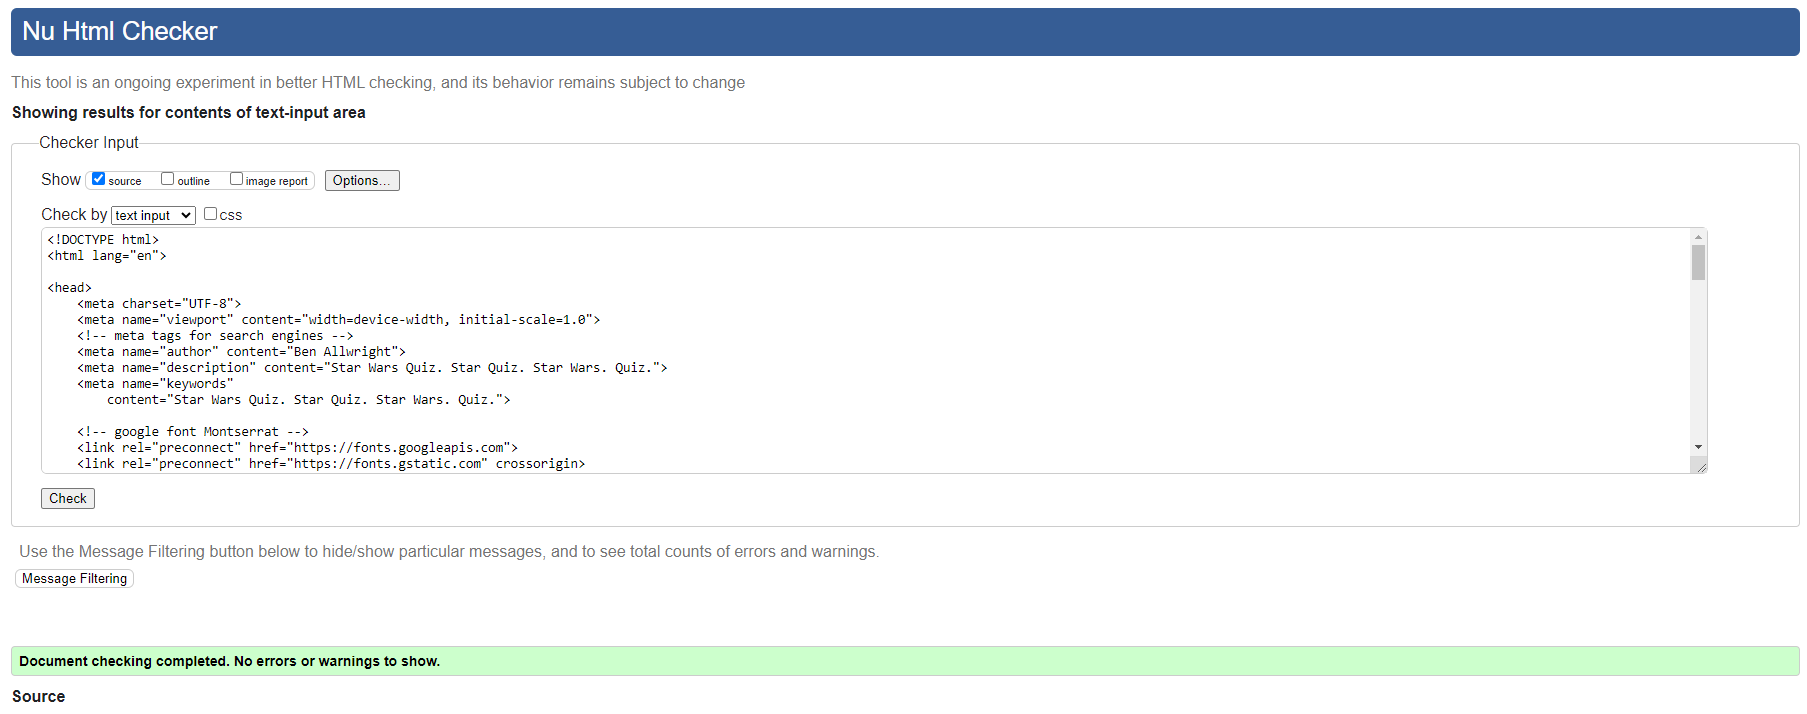 Nu Html Checker
This tool is an ongoing experiment in better HTML checking, and its behavior remains subject to change
Showing results for contents of text-input area
Checker Input
Show source outline image report Options...
Check by text input css
<!DOCTYPE html>
<html lang="en">
<head>
<meta charset="UTF-8">
<meta name="viewport" content="width=device-width, initial-scale=1.0">
<!-- meta tags for search engines -->
<meta name="author" content="Ben Allwright">
<meta name="description" content="Star Wars Quiz. Star Quiz. Star Wars. Quiz.">
<meta name="keywords"
content="Star Wars Quiz. Star Quiz. Star Wars. Quiz.">
<!-- google font Montserrat -->
<link rel="preconnect" href="https://fonts.googleapis.com">
<link rel="preconnect" href="https://fonts.gstatic.com" crossorigin>
Check
Use the Message Filtering button below to hide/show particular messages, and to see total counts of errors and warnings.
Message Filtering
Document checking completed. No errors or warnings to show.
Source